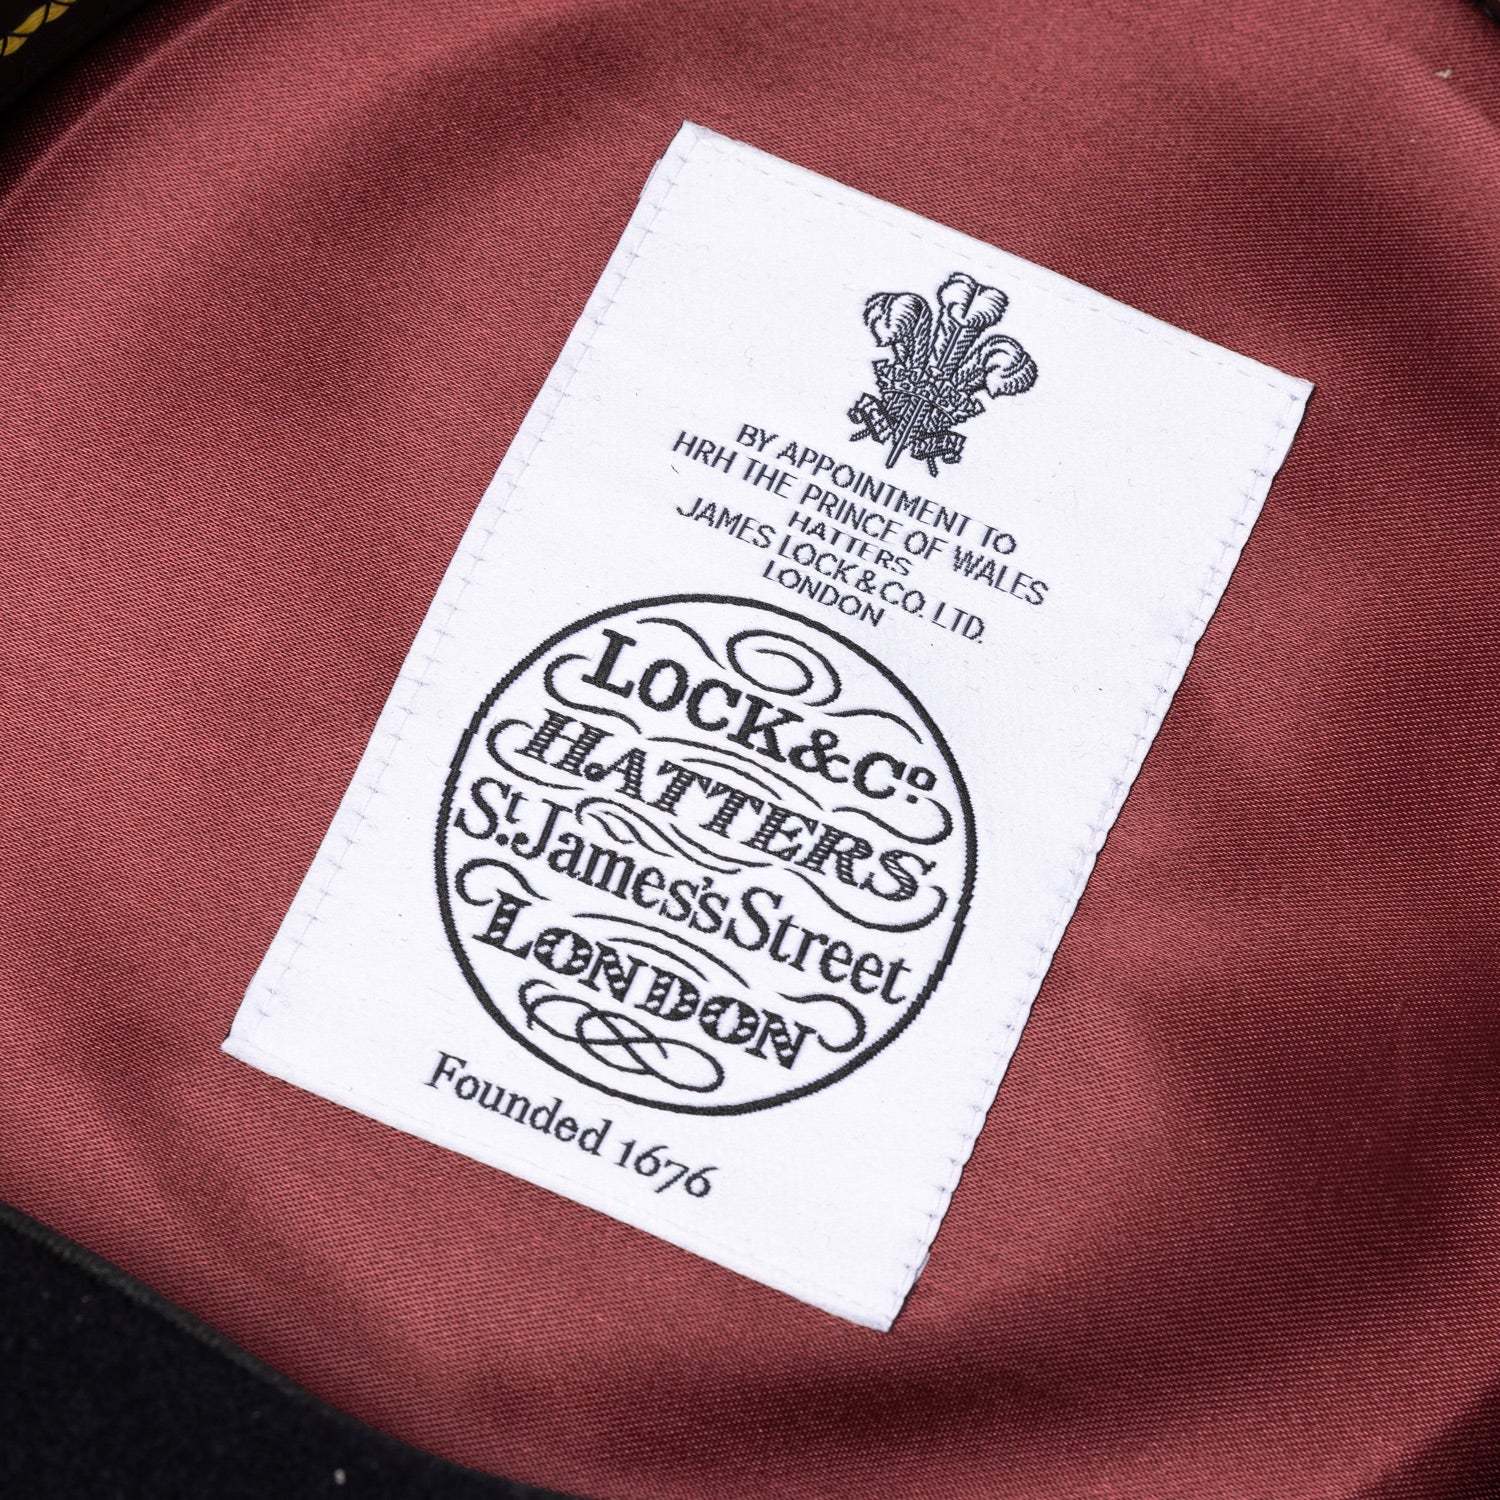 BY APPOINTMENT TO
HRH THE PRINCE OF WALES
HATTERS
JAMES LOCK & CO. LTD.
LONDON
LOCK & Co.
HATTERS
St. James's Street
LONDON
Founded 1676